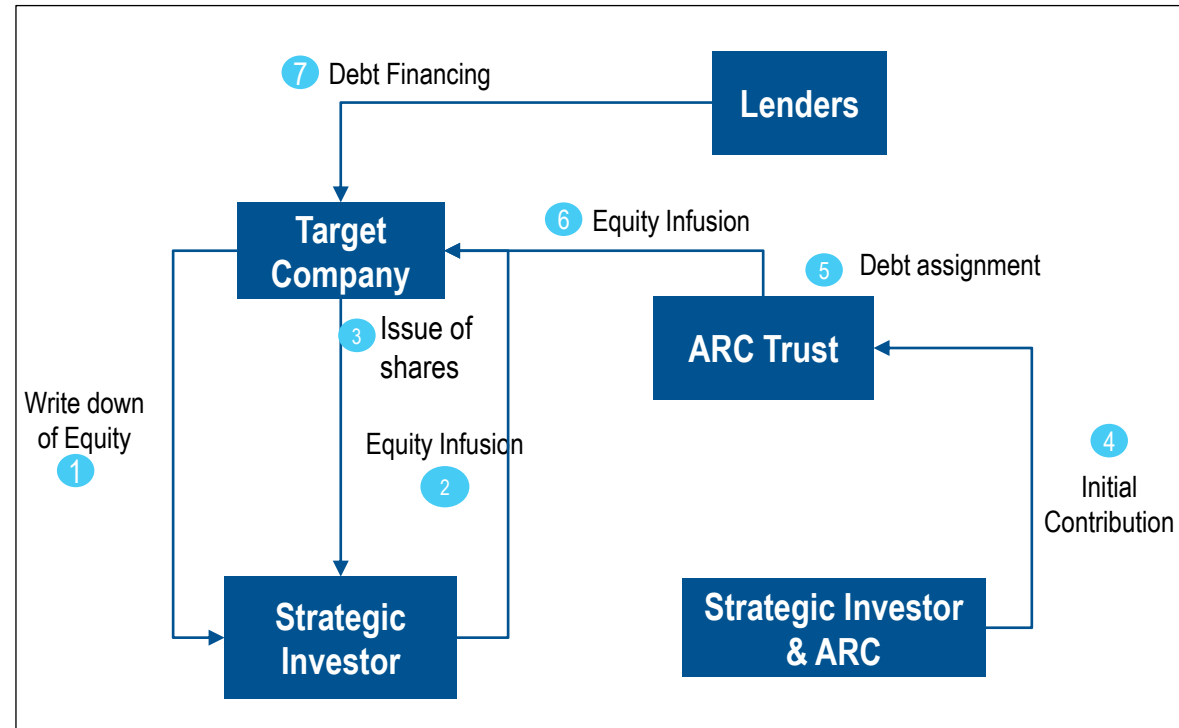 7 Debt Financing
Lenders
Target
Company
6 Equity Infusion
5 Debt assignment
3 Issue of
shares
ARC Trust
Write down
of Equity
1
Equity Infusion
2
4
Initial
Contribution
Strategic
Investor
Strategic Investor
& ARC